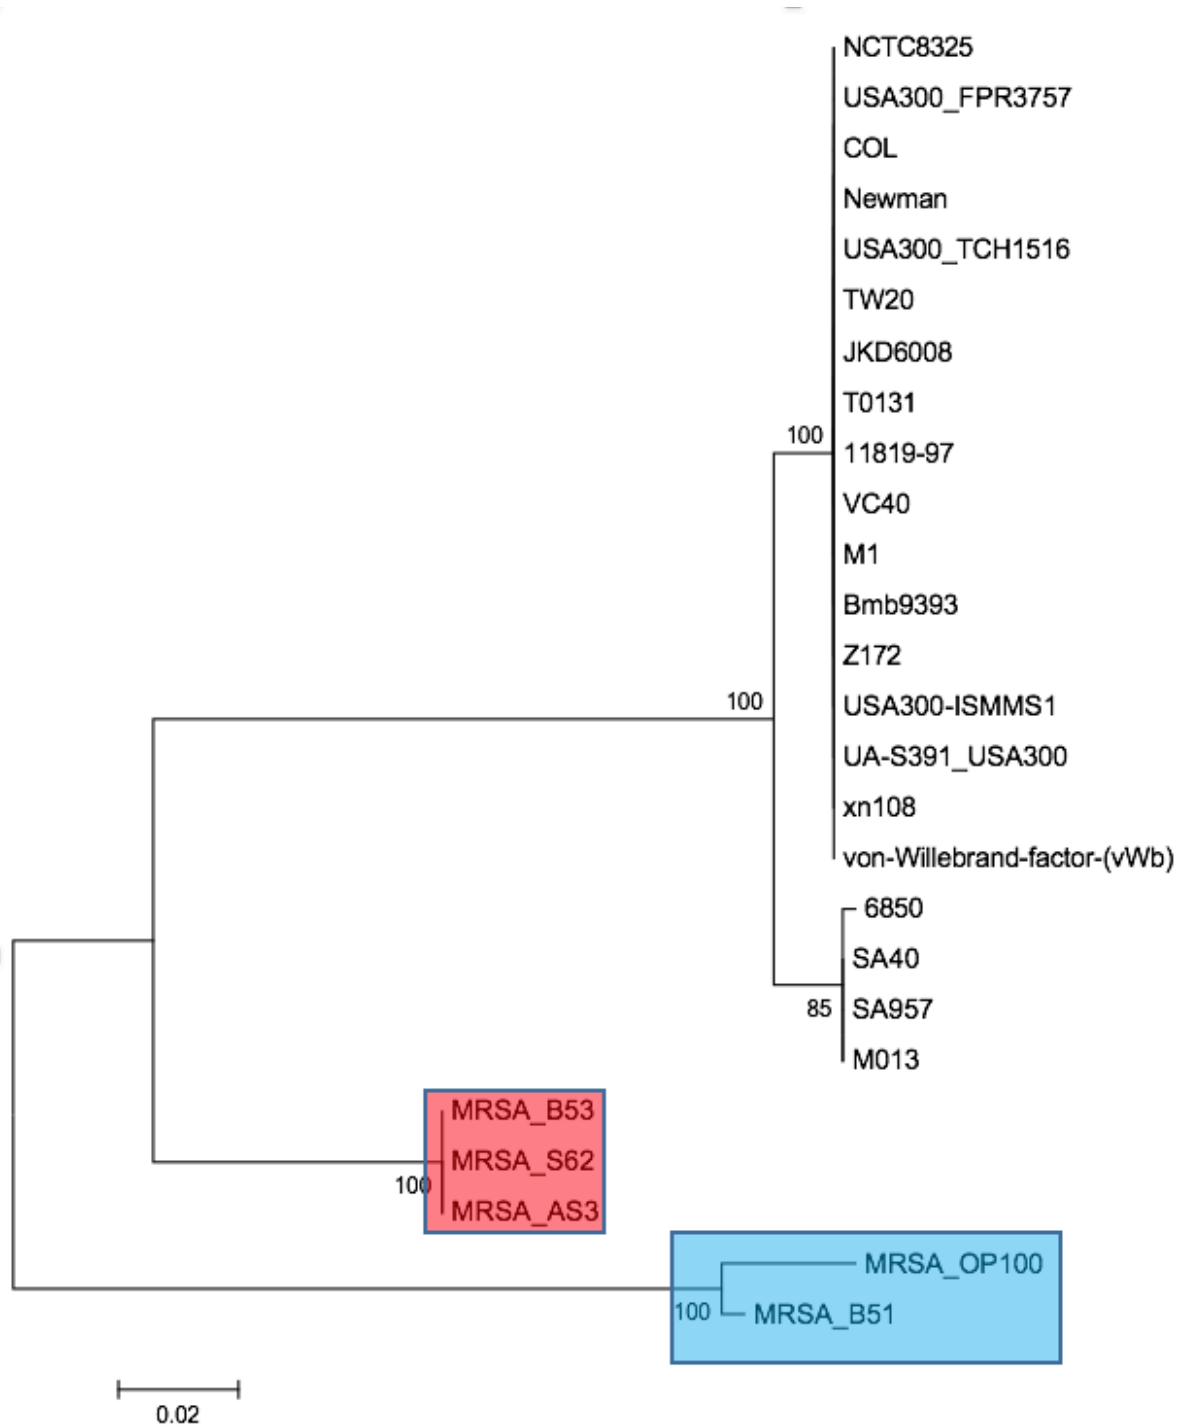 NCTC8325
USA300_FPR3757
COL
Newman
USA300_TCH1516
TW20
JKD6008
T0131
100
11819-97
VC40
M1
Bmb9393
Z172
100
USA300-ISMMS1
UA-S391_USA300
xn108
von-Willebrand-factor-(vWb)
6850
SA40
85
SA957
M013
MRSA_B53
MRSA_S62
100
MRSA_AS3
MRSA_OP100
100
MRSA_B51
0.02